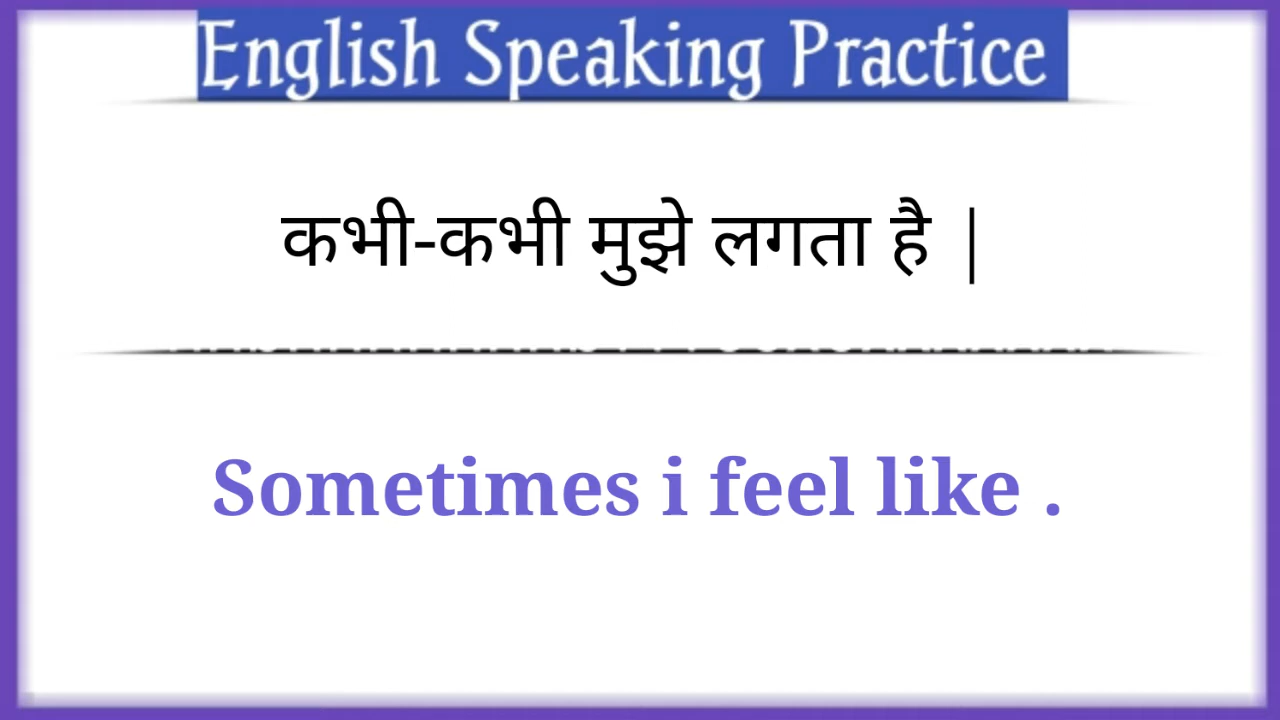 English Speaking Practice
कभी-कभी मुझे लगता है |
Sometimes i feel like .